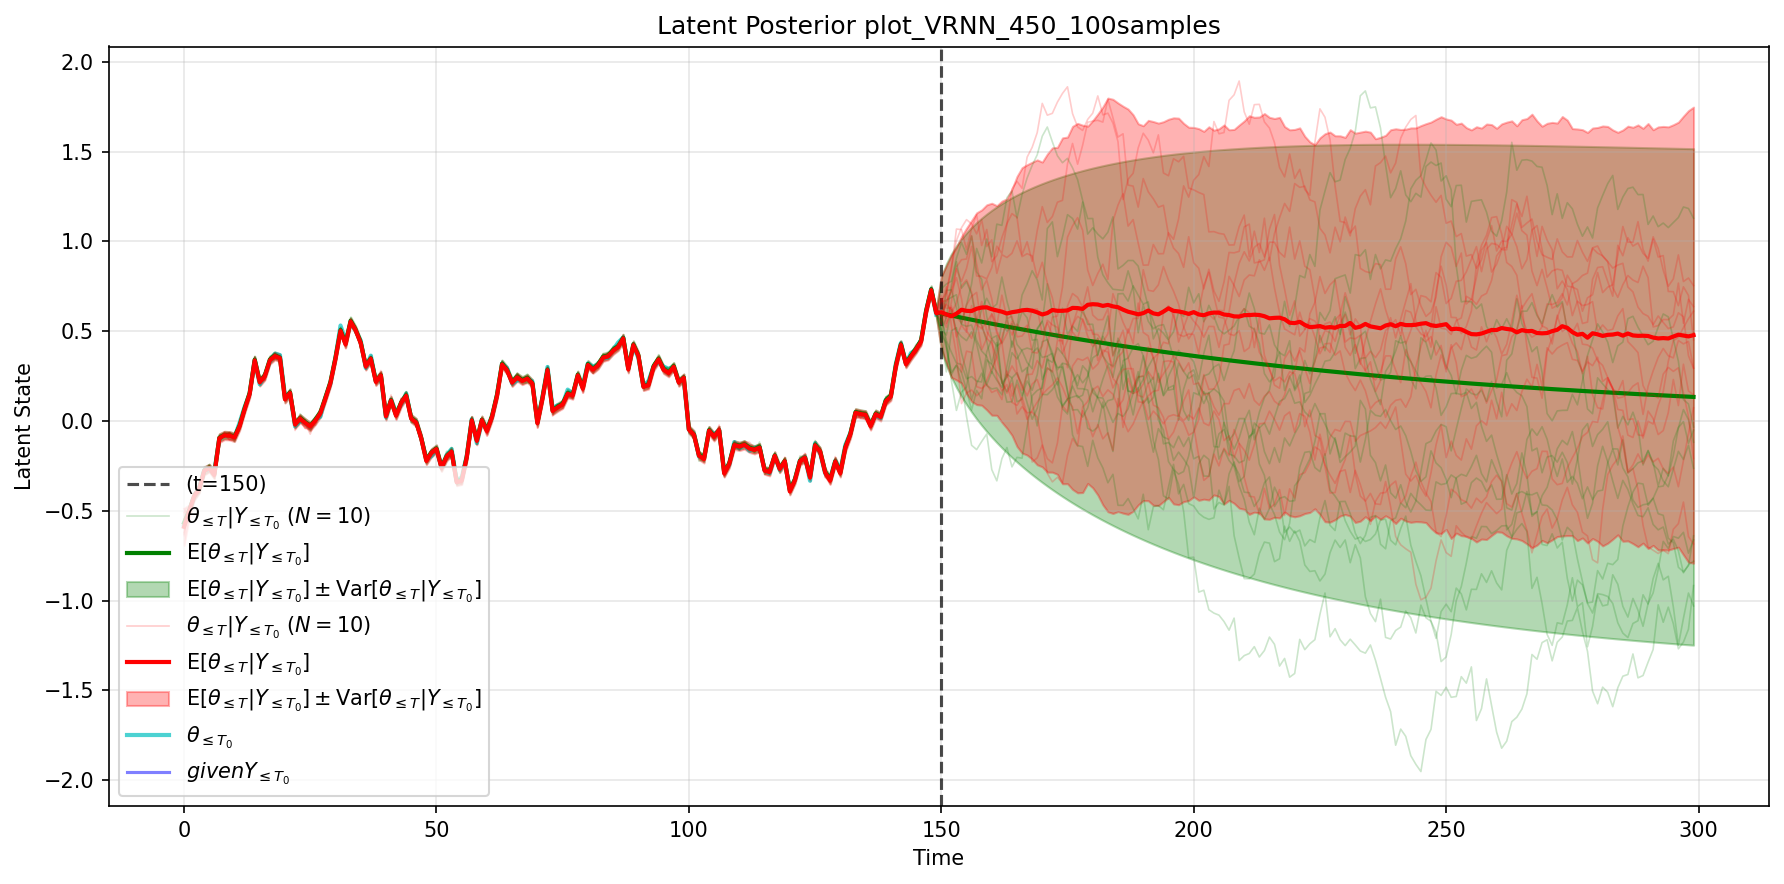 Latent Posterior plot_VRNN_450_100samples
Latent State
2.0
1.5
1.0
0.5
0.0
−0.5
−1.0
−1.5
−2.0
(t=150)
θ≤T|Y≤T₀ (N = 10)
E[θ≤T|Y≤T₀]
E[θ≤T|Y≤T₀] ± Var[θ≤T|Y≤T₀]
θ≤T|Y≤T₀ (N = 10)
E[θ≤T|Y≤T₀]
E[θ≤T|Y≤T₀] ± Var[θ≤T|Y≤T₀]
θ≤T₀
givenY≤T₀
0 50 100 150 200 250 300
Time